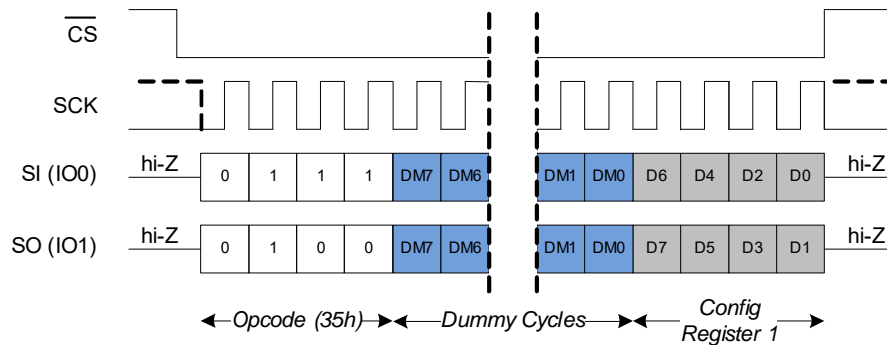 CS
SCK
SI (IO0) hi-Z 0 1 1 1 DM7 DM6 DM1 DM0 D6 D4 D2 D0 hi-Z
SO (IO1) hi-Z 0 1 0 0 DM7 DM6 DM1 DM0 D7 D5 D3 D1 hi-Z
Opcode (35h) Dummy Cycles Config
Register 1